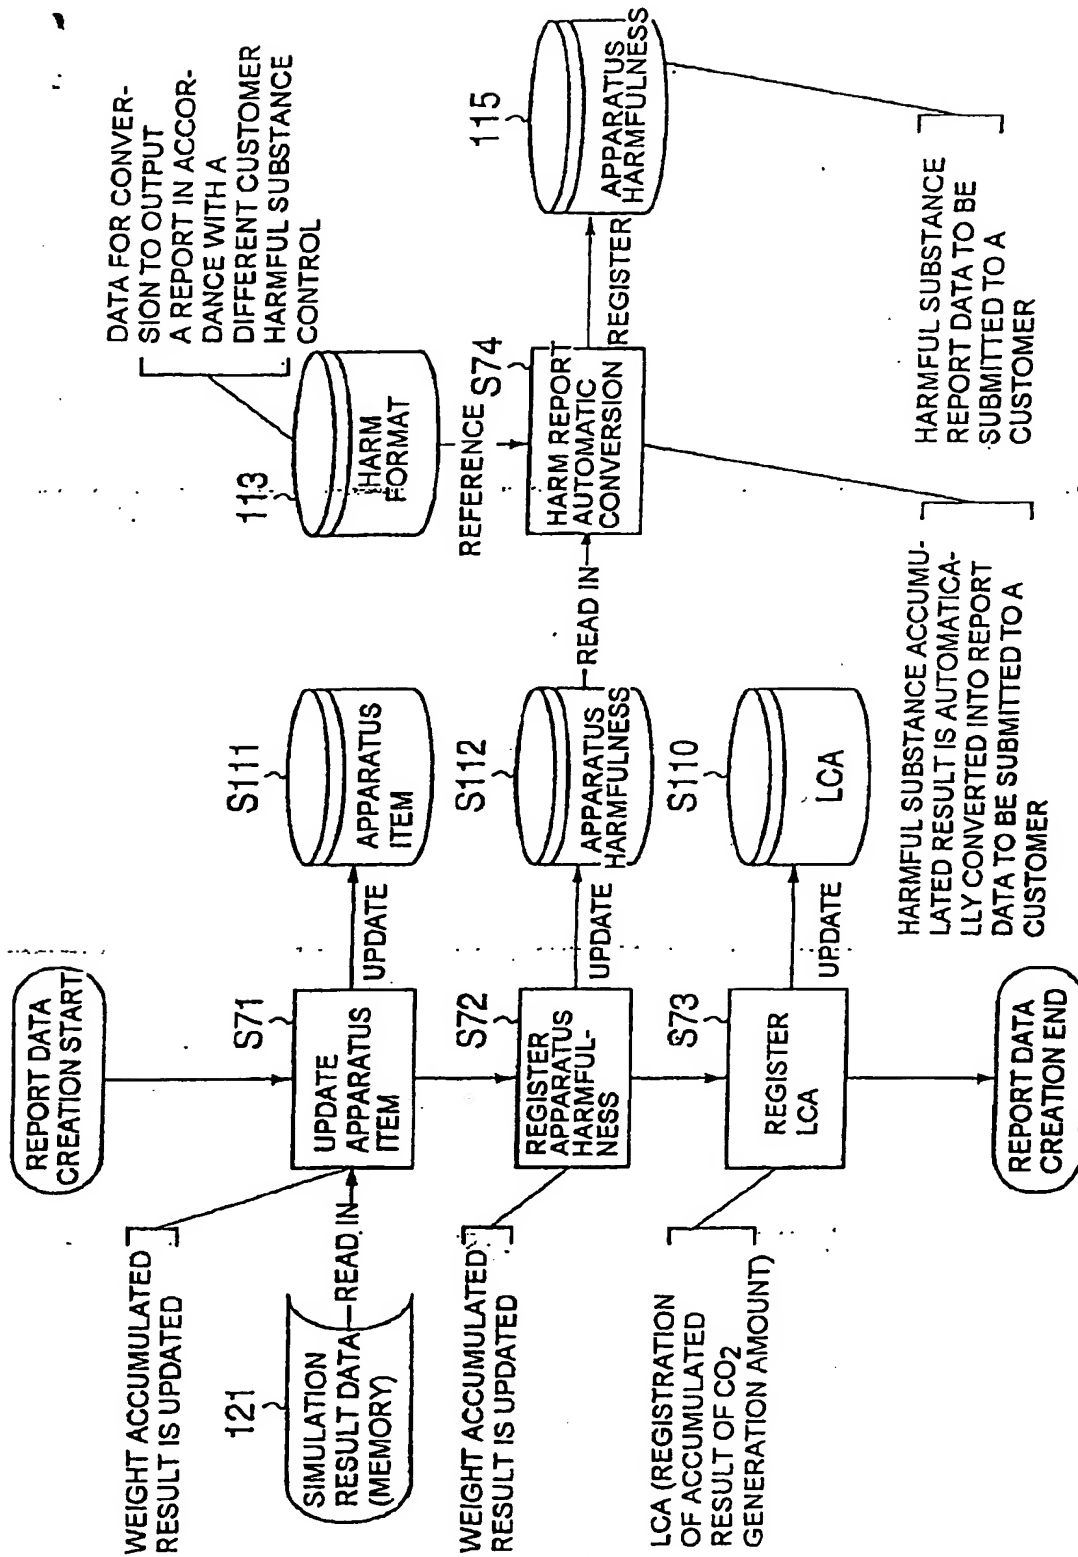 REPORT DATA
CREATION START
WEIGHT ACCUMULATED
RESULT IS UPDATED
S71
UPDATE
APPARATUS
ITEM
121
SIMULATION
RESULT DATA
(MEMORY)
READ IN
UPDATE
S111
APPARATUS
ITEM
113
HARM
FORMAT
DATA FOR CONVER-
SION TO OUTPUT
A REPORT IN ACCOR-
DANCE WITH A
DIFFERENT CUSTOMER
HARMFUL SUBSTANCE
CONTROL
REFERENCE
WEIGHT ACCUMULATED
RESULT IS UPDATED
S72
REGISTER
APPARATUS
HARMFUL-
NESS
UPDATE
S112
APPARATUS
HARMFULNESS
READ IN
S74
HARM REPORT
AUTOMATIC
CONVERSION
REGISTER
115
APPARATUS
HARMFULNESS
LCA (REGISTRATION
OF ACCUMULATED
RESULT OF CO2
GENERATION AMOUNT)
S73
REGISTER
LCA
UPDATE
S110
LCA
HARMFUL SUBSTANCE ACCUMU-
LATED RESULT IS AUTOMATICA-
LLY CONVERTED INTO REPORT
DATA TO BE SUBMITTED TO A
CUSTOMER
HARMFUL SUBSTANCE
REPORT DATA TO BE
SUBMITTED TO A
CUSTOMER
REPORT DATA
CREATION END